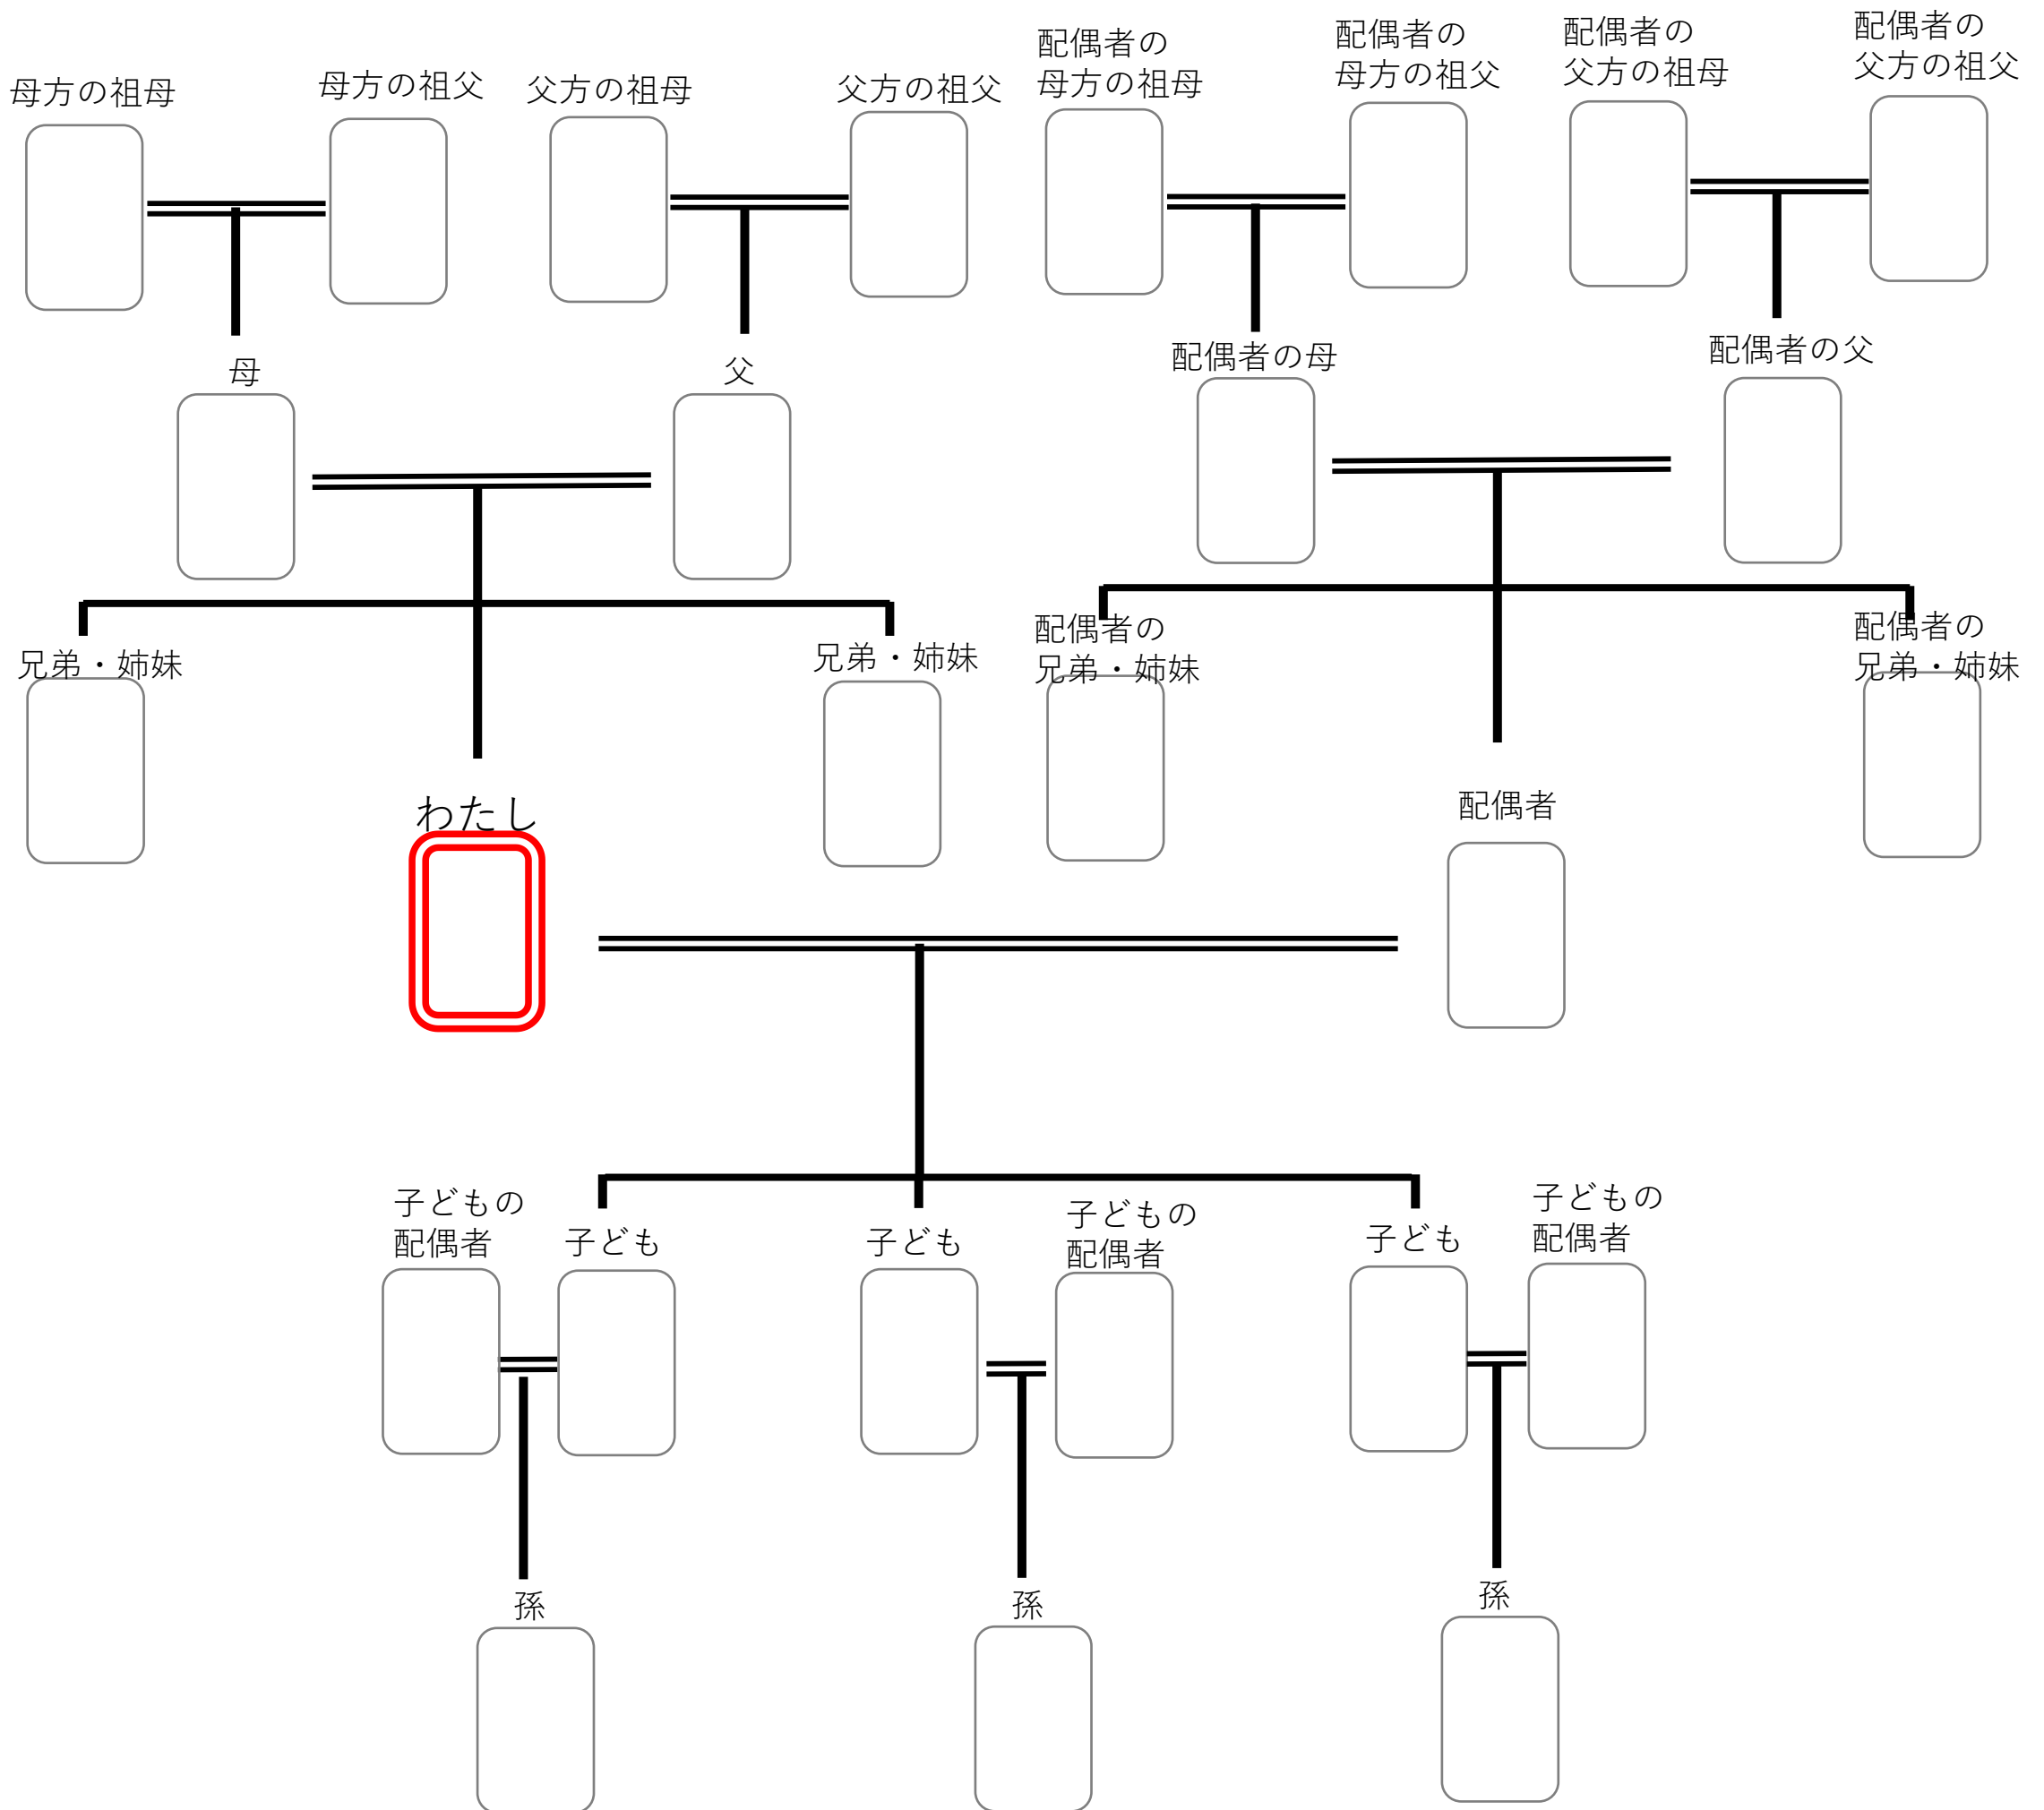 母方の祖母
母方の祖父
父方の祖母
父方の祖父
配偶者の
母方の祖母
配偶者の
母方の祖父
配偶者の
父方の祖母
配偶者の
父方の祖父
母
父
配偶者の母
配偶者の父
兄弟・姉妹
兄弟・姉妹
配偶者の
兄弟・姉妹
配偶者の
兄弟・姉妹
わたし
配偶者
子どもの
配偶者
子ども
子ども
子どもの
配偶者
子ども
子どもの
配偶者
孫
孫
孫